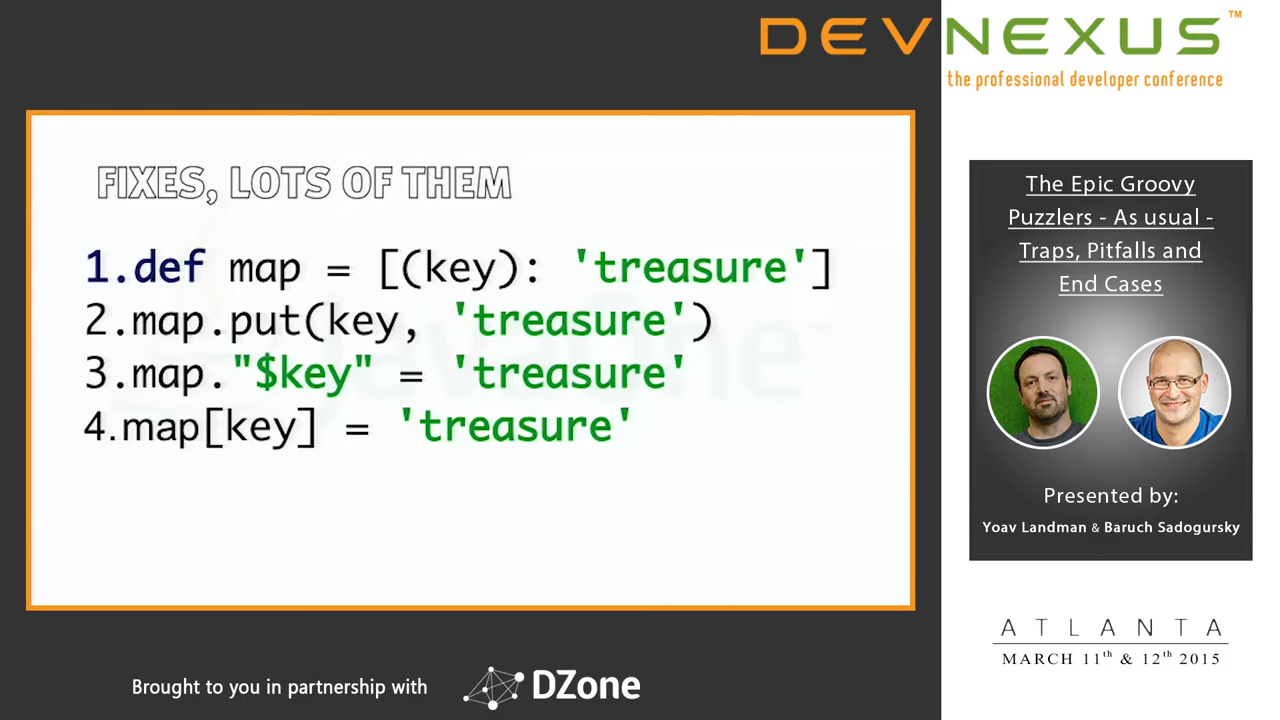 DEVNEXUS™
the professional developer conference
FIXES, LOTS OF THEM
1.def map = [(key): 'treasure']
2.map.put(key, 'treasure')
3.map."$key" = 'treasure'
4.map[key] = 'treasure'
The Epic Groovy
Puzzlers - As usual -
Traps, Pitfalls and
End Cases
Presented by:
Yoav Landman & Baruch Sadogursky
ATLANTA
MARCH 11th & 12th 2015
Brought to you in partnership with
DZone